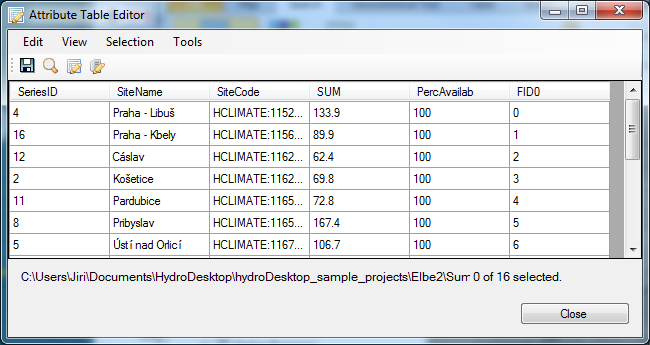 Attribute Table Editor
Edit View Selection Tools
SeriesID SiteName SiteCode SUM PercAvailab FID0
4 Praha - Libuš HCLIMATE:1152... 133.9 100 0
16 Praha - Kbely HCLIMATE:1156... 89.9 100 1
12 Cáslav HCLIMATE:1162... 62.4 100 2
2 Košetice HCLIMATE:1163... 69.8 100 3
11 Pardubice HCLIMATE:1165... 72.8 100 4
8 Pribyslav HCLIMATE:1165... 167.4 100 5
5 Ústí nad Orlicí HCLIMATE:1167... 106.7 100 6
C:\Users\Jiri\Documents\HydroDesktop\hydroDesktop_sample_projects\Elbe2\Sum 0 of 16 selected.
Close